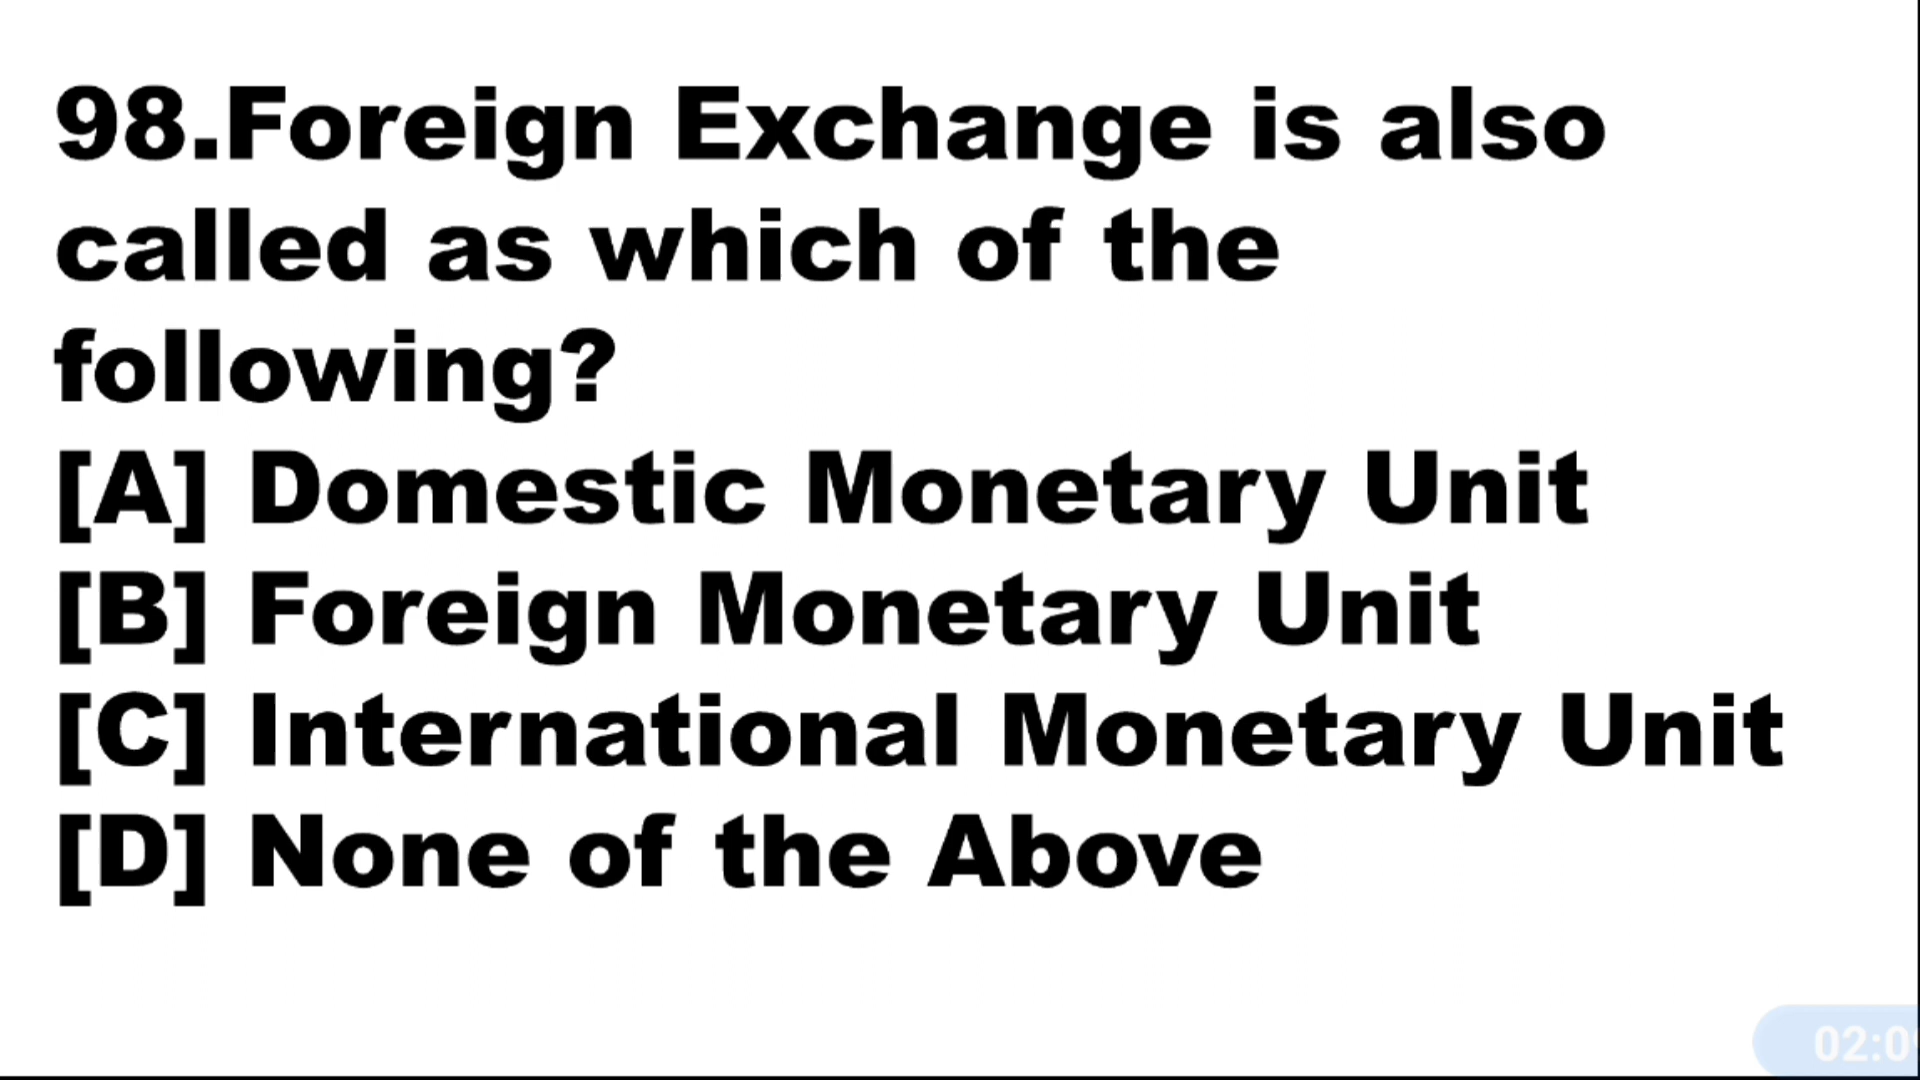 98.Foreign Exchange is also
called as which of the
following?
[A] Domestic Monetary Unit
[B] Foreign Monetary Unit
[C] International Monetary Unit
[D] None of the Above